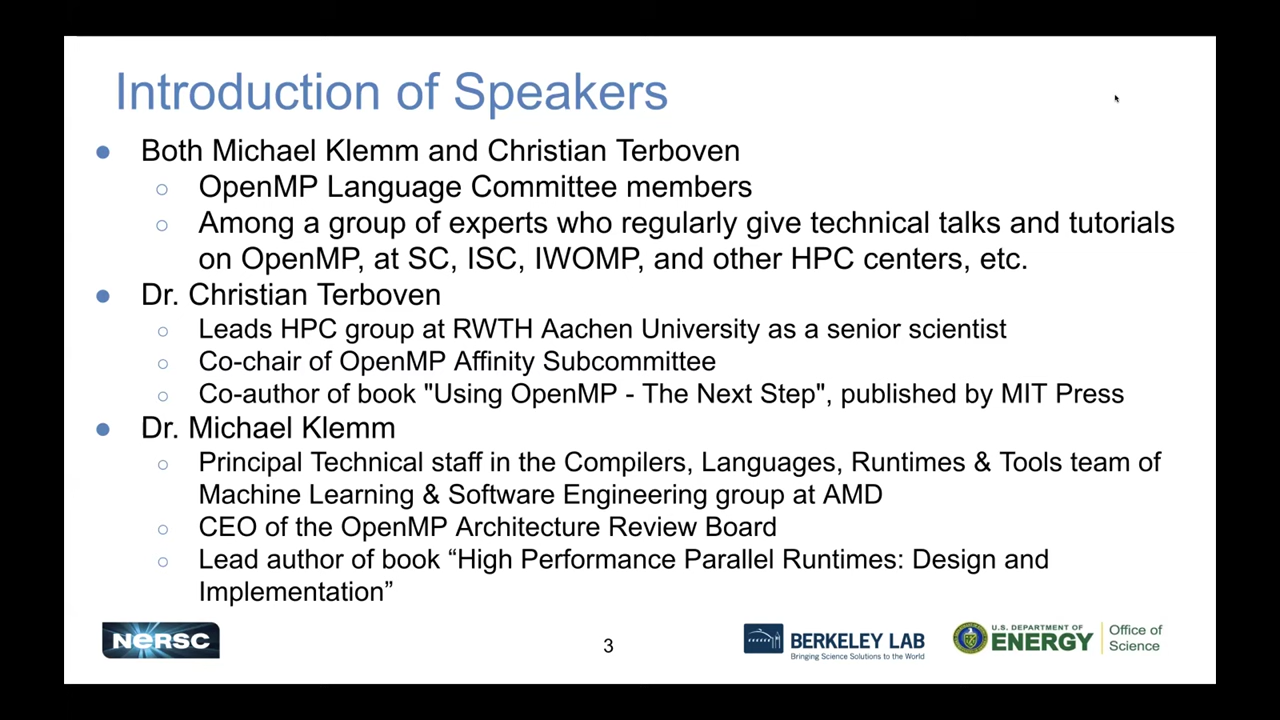 Introduction of Speakers
● Both Michael Klemm and Christian Terboven
○ OpenMP Language Committee members
○ Among a group of experts who regularly give technical talks and tutorials
on OpenMP, at SC, ISC, IWOMP, and other HPC centers, etc.
● Dr. Christian Terboven
○ Leads HPC group at RWTH Aachen University as a senior scientist
○ Co-chair of OpenMP Affinity Subcommittee
○ Co-author of book "Using OpenMP - The Next Step", published by MIT Press
● Dr. Michael Klemm
○ Principal Technical staff in the Compilers, Languages, Runtimes & Tools team of
Machine Learning & Software Engineering group at AMD
○ CEO of the OpenMP Architecture Review Board
○ Lead author of book “High Performance Parallel Runtimes: Design and
Implementation”
NERSC
3
BERKELEY LAB
Bringing Science Solutions to the World
U.S. DEPARTMENT OF
ENERGY
Office of
Science